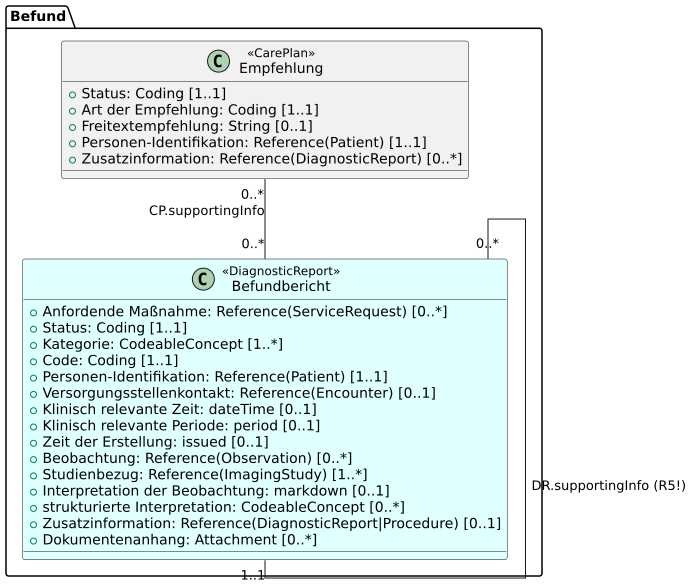 Befund
C
«CarePlan»
Empfehlung
Status: Coding [1..1]
Art der Empfehlung: Coding [1..1]
Freitextempfehlung: String [0..1]
Personen-Identifikation: Reference(Patient) [1..1]
Zusatzinformation: Reference(DiagnosticReport) [0..*]
0..*
CP.supportingInfo
0..*
0..*
C
«DiagnosticReport»
Befundbericht
Anfordende Maßnahme: Reference(ServiceRequest) [0..*]
Status: Coding [1..1]
Kategorie: CodeableConcept [1..*]
Code: Coding [1..1]
Personen-Identifikation: Reference(Patient) [1..1]
Versorgungsstellenkontakt: Reference(Encounter) [0..1]
Klinisch relevante Zeit: dateTime [0..1]
Klinisch relevante Periode: period [0..1]
Zeit der Erstellung: issued [0..1]
Beobachtung: Reference(Observation) [0..*]
Studienbezug: Reference(ImagingStudy) [1..*]
Interpretation der Beobachtung: markdown [0..1]
strukturierte Interpretation: CodeableConcept [0..*]
Zusatzinformation: Reference(DiagnosticReport|Procedure) [0..1]
Dokumentenanhang: Attachment [0..*]
DR.supportingInfo (R5!)
1..1